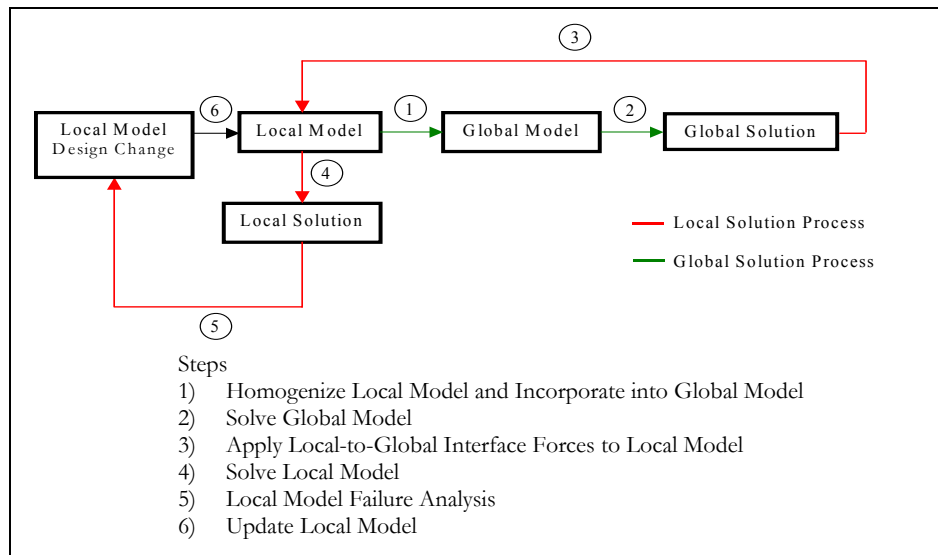 3
6
1
2
Local Model
Design Change
Local Model
Global Model
Global Solution
4
Local Solution
Local Solution Process
Global Solution Process
5
Steps
1) Homogenize Local Model and Incorporate into Global Model
2) Solve Global Model
3) Apply Local-to-Global Interface Forces to Local Model
4) Solve Local Model
5) Local Model Failure Analysis
6) Update Local Model